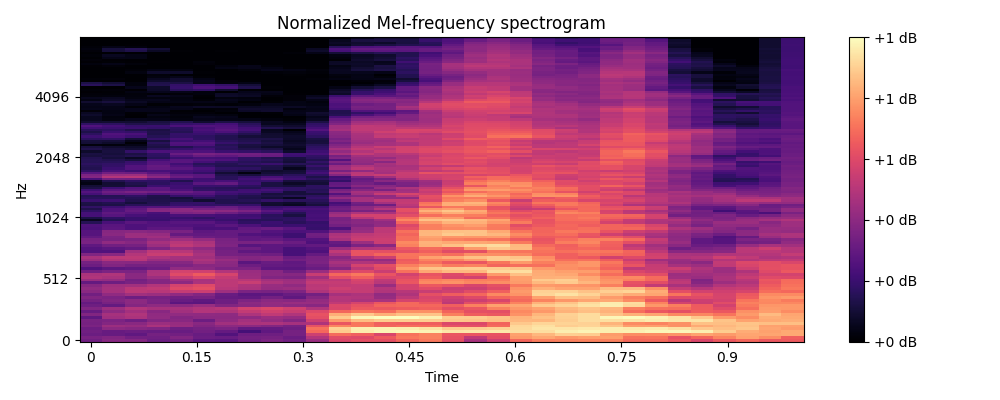 Normalized Mel-frequency spectrogram
Hz
4096
2048
1024
512
0
0 0.15 0.3 0.45 0.6 0.75 0.9
Time
+1 dB
+1 dB
+1 dB
+0 dB
+0 dB
+0 dB